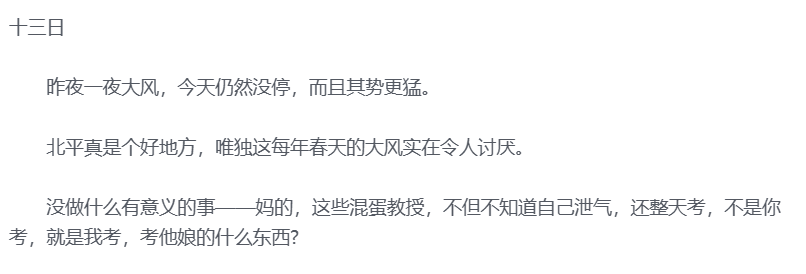 十三日
昨夜一夜大风，今天仍然没停，而且其势更猛。
北平真是个好地方，唯独这每年春天的大风实在令人讨厌。
没做什么有意义的事——妈的，这些混蛋教授，不但不知道自己泄气，还整天考，不是你
考，就是我考，考他娘的什么东西?